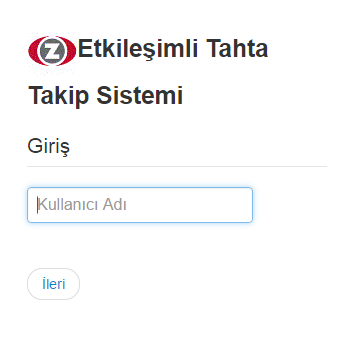 Etkileşimli Tahta
Takip Sistemi
Giriş
Kullanıcı Adı
İleri